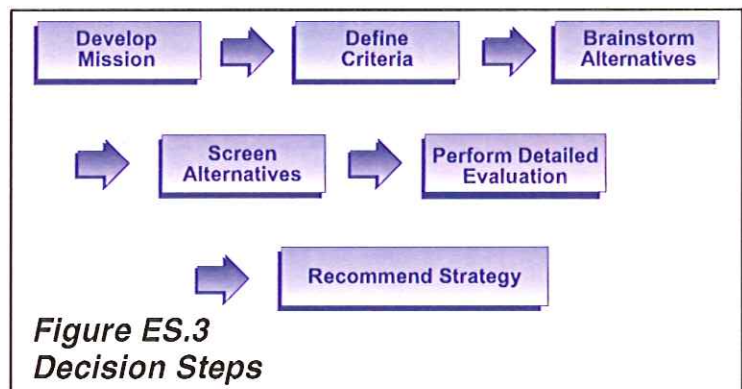 Develop
Mission
Define
Criteria
Brainstorm
Alternatives
Screen
Alternatives
Perform Detailed
Evaluation
Recommend Strategy
Figure ES.3
Decision Steps